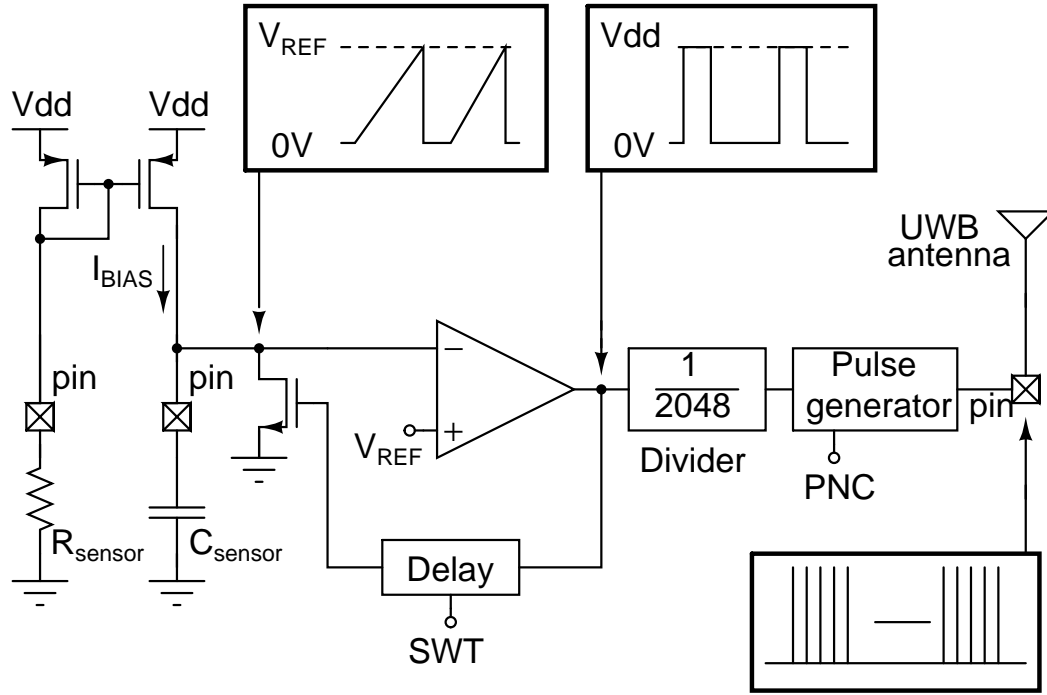 V_REF
0V
Vdd
0V
Vdd
Vdd
I_BIAS
pin
pin
R_sensor
C_sensor
V_REF
−
+
Delay
SWT
1
2048
Divider
Pulse
generator
PNC
pin
UWB
antenna